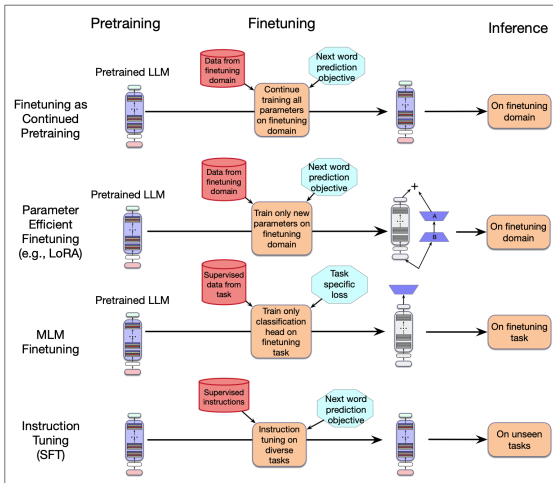 Pretraining
Finetuning
Inference
Finetuning as
Continued
Pretraining
Pretrained LLM
Data from
finetuning
domain
Next word
prediction
objective
Continue
training all
parameters
on finetuning
domain
On finetuning
domain
Parameter
Efficient
Finetuning
(e.g., LoRA)
Pretrained LLM
Data from
finetuning
domain
Next word
prediction
objective
Train only new
parameters on
finetuning
domain
+
A
B
On finetuning
domain
MLM
Finetuning
Pretrained LLM
Supervised
data from
task
Task
specific
loss
Train only
classification
head on
finetuning
task
On finetuning
task
Instruction
Tuning
(SFT)
Supervised
instructions
Next word
prediction
objective
Instruction
tuning on
diverse
tasks
On unseen
tasks